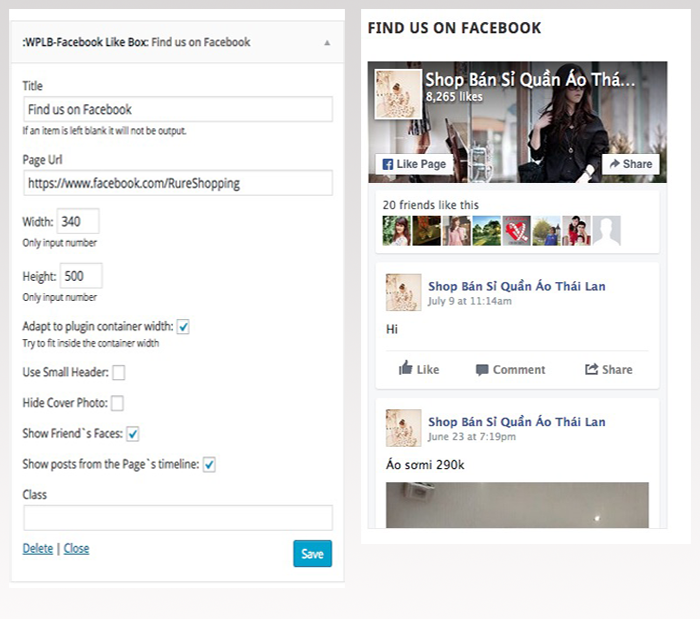 :WPLB-Facebook Like Box: Find us on Facebook
Title
Find us on Facebook
If an item is left blank it will not be output.
Page Url
https://www.facebook.com/RureShopping
Width: 340
Only input number
Height: 500
Only input number
Adapt to plugin container width:
Try to fit inside the container width
Use Small Header:
Hide Cover Photo:
Show Friend`s Faces:
Show posts from the Page`s timeline:
Class
Delete | Close
Save
FIND US ON FACEBOOK
Shop Bán Sỉ Quần Áo Thá...
8,265 likes
Like Page
Share
20 friends like this
Shop Bán Sỉ Quần Áo Thái Lan
July 9 at 11:14am
Hi
Like Comment Share
Shop Bán Sỉ Quần Áo Thái Lan
June 23 at 7:19pm
Áo sơmi 290k